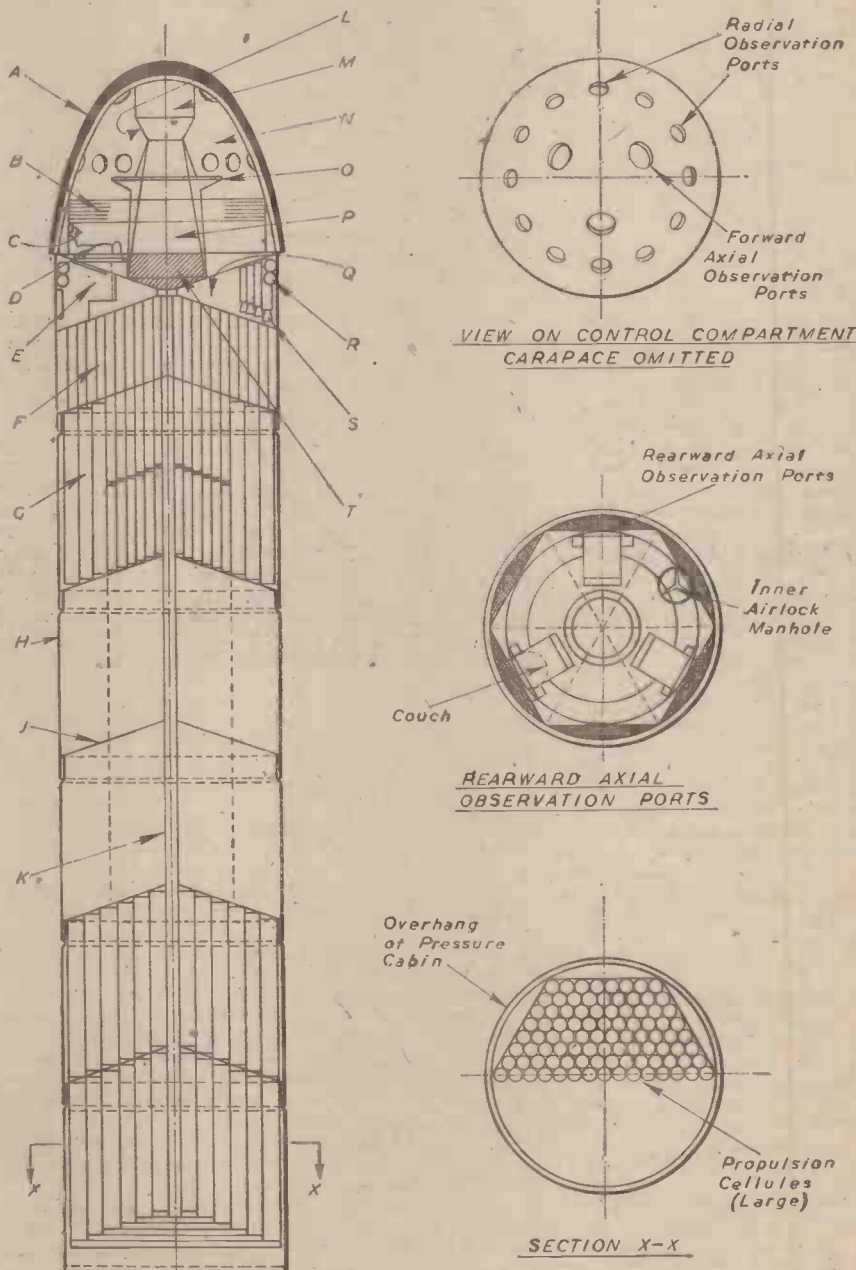 A
B
C
D
E
F
G
H
J
K
L
M
N
O
P
Q
R
S
T
X
X
Radial
Observation
Ports
Forward
Axial
Observation
Ports
VIEW ON CONTROL COMPARTMENT
CARAPACE OMITTED
Rearward Axial
Observation Ports
Inner
Airlock
Manhole
Couch
REARWARD AXIAL
OBSERVATION PORTS
Overhang
of Pressure
Cabin
Propulsion
Cellules
(Large)
SECTION X-X